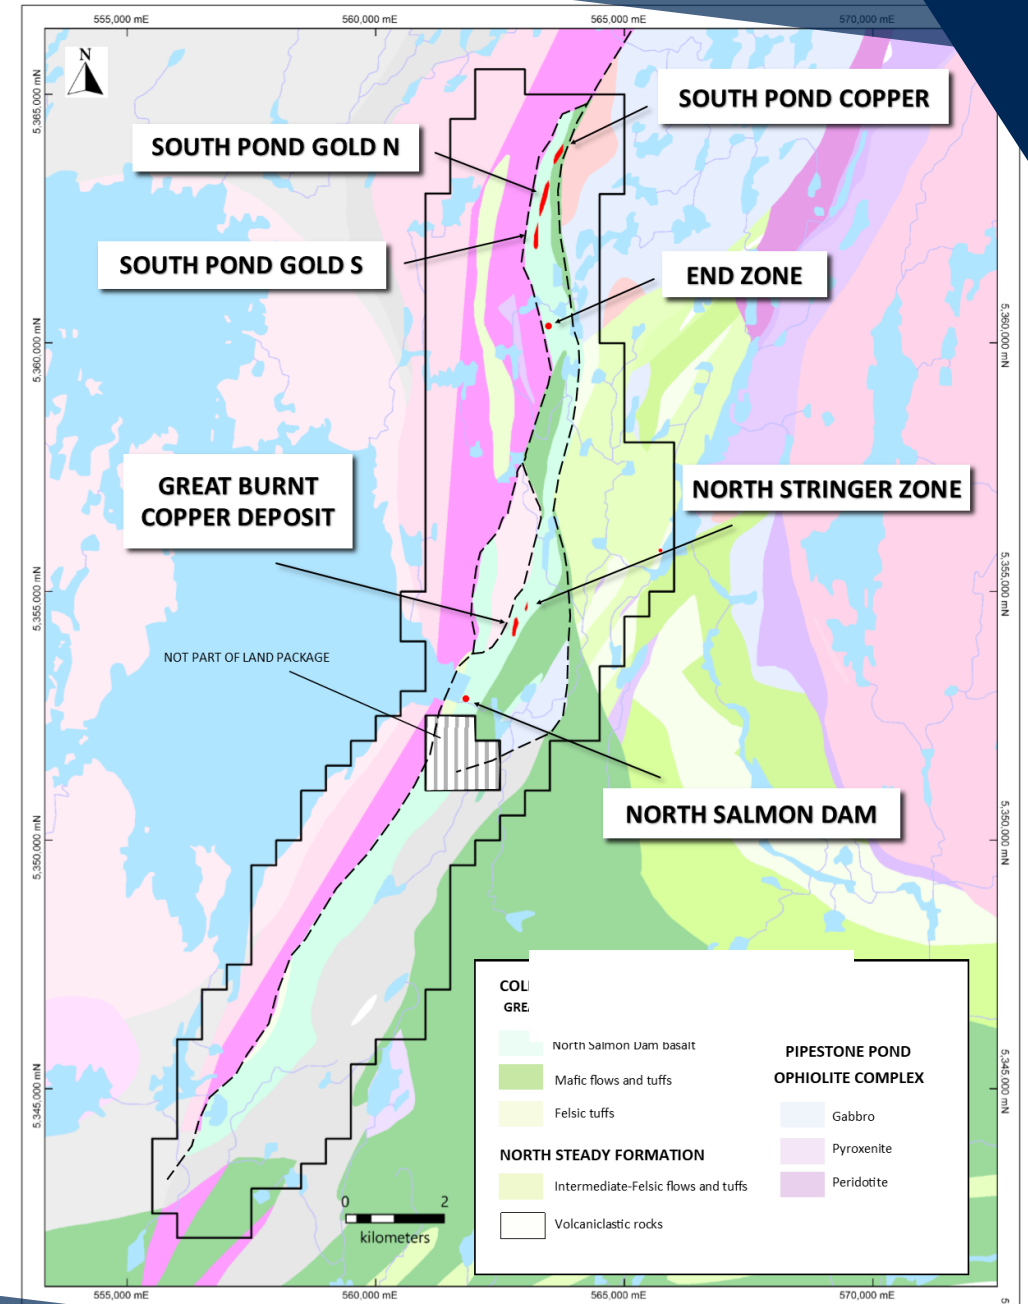 555,000 mE
560,000 mE
565,000 mE
570,000 mE
N
5,365,000 mN
SOUTH POND COPPER
SOUTH POND GOLD N
SOUTH POND GOLD S
END ZONE
5,360,000 mN
5,360,000 mN
GREAT BURNT
COPPER DEPOSIT
NORTH STRINGER ZONE
5,355,000 mN
5,355,000 mN
NOT PART OF LAND PACKAGE
NORTH SALMON DAM
5,350,000 mN
5,350,000 mN
North Salmon Dam basalt
Mafic flows and tuffs
Felsic tuffs
NORTH STEADY FORMATION
Intermediate-Felsic flows and tuffs
Volcaniclastic rocks
PIPESTONE POND
OPHIOLITE COMPLEX
Gabbro
Pyroxenite
Peridotite
5,345,000 mN
5,345,000 mN
0 2
kilometers
555,000 mE
560,000 mE
565,000 mE
570,000 mE